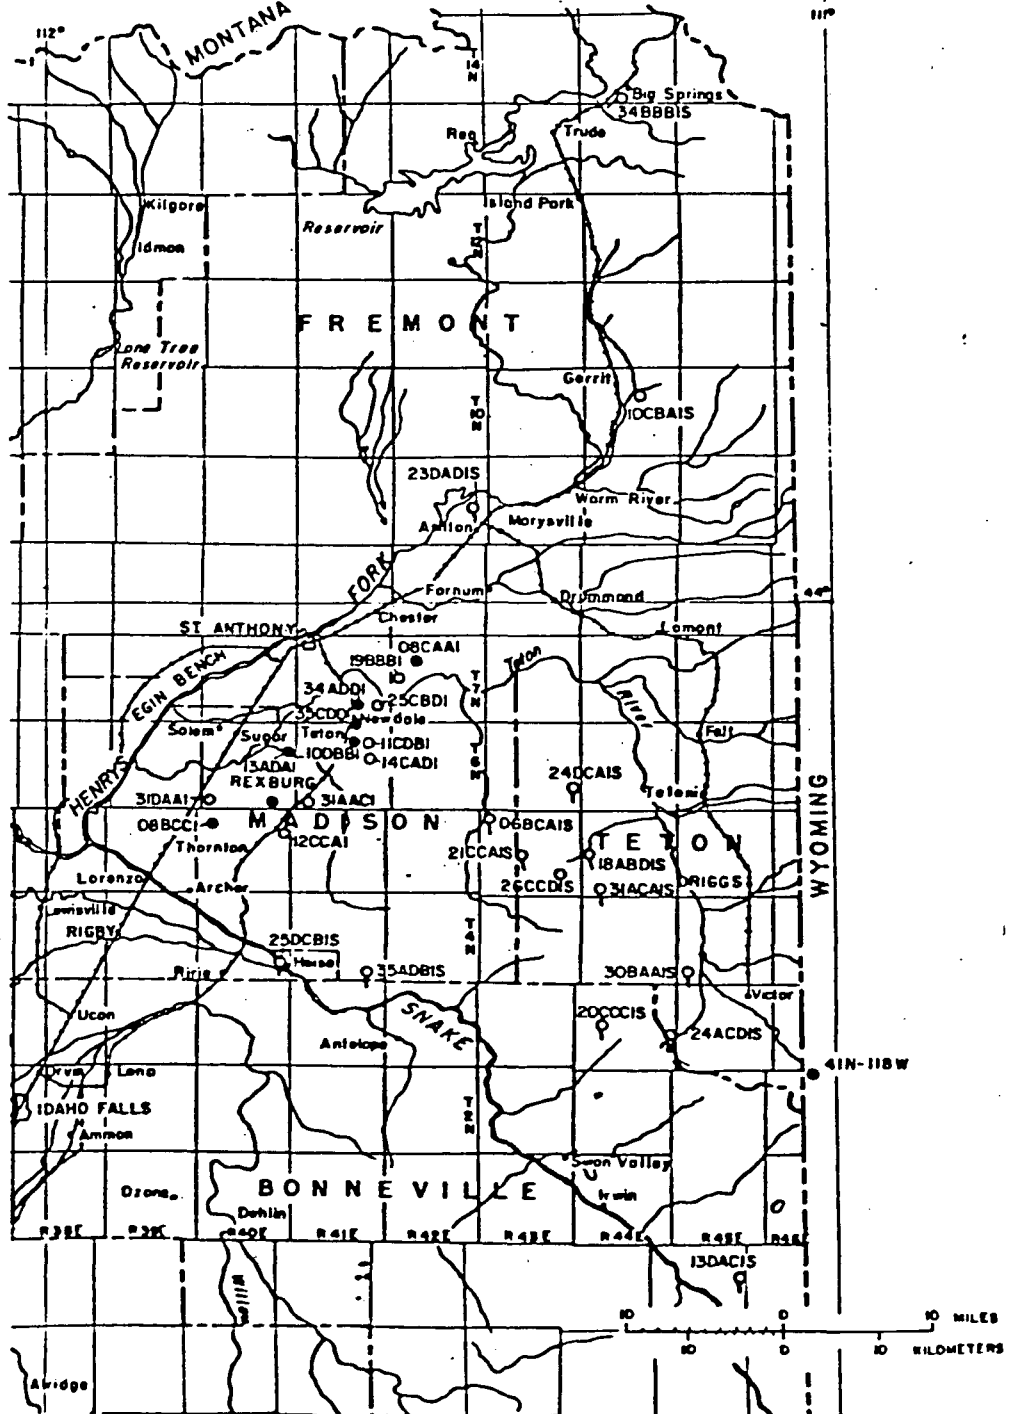 112°
111°
MONTANA
T
14
N
Big Springs
34BBB1S
Res
Trude
Island Park
Kilgore
Reservoir
Idmon
FREMONT
Lone Tree
Reservoir
Gerrit
T
10
N
10CBA1S
23DAD1S
Warm River
Ashton
Marysville
FORK
Farnum
Drummond
44°
Chester
ST ANTHONY
Lamont
08CAA1
19BBB1
Teton
EGIN BENCH
T
7
N
34ADD1
25CBD1
River
35CDD
Newdale
Salem
Sugar
Teton
Felt
11CDB1
10DBB1
T
6
N
14CAD1
13ADA1
HENRYS
REXBURG
24DCA1S
Tetonia
31DAA1
31AAC1
WYOMING
08BCC1
MADISON
06BCA1S
12CCA1
TETON
Thornton
21CCA1S
18ABD1S
Lorenzo
26CCD1S
DRIGGS
Archer
31ACA1S
Lewisville
RIGBY
T
4
N
25DCB1S
Heise
Ririe
35ADB1S
30BAA1S
Victor
SNAKE
Ucon
20CCC1S
24ACD1S
Antelope
41N-118W
Iona
IDAHO FALLS
T
2
N
Ammon
Swan Valley
Ozone
BONNEVILLE
Irwin
Dehlin
R38E
R39E
R40E
R41E
R42E
R43E
R44E
R45E
R46E
13DAC1S
Willow
10 0 10 MILES
10 0 10 KILOMETERS